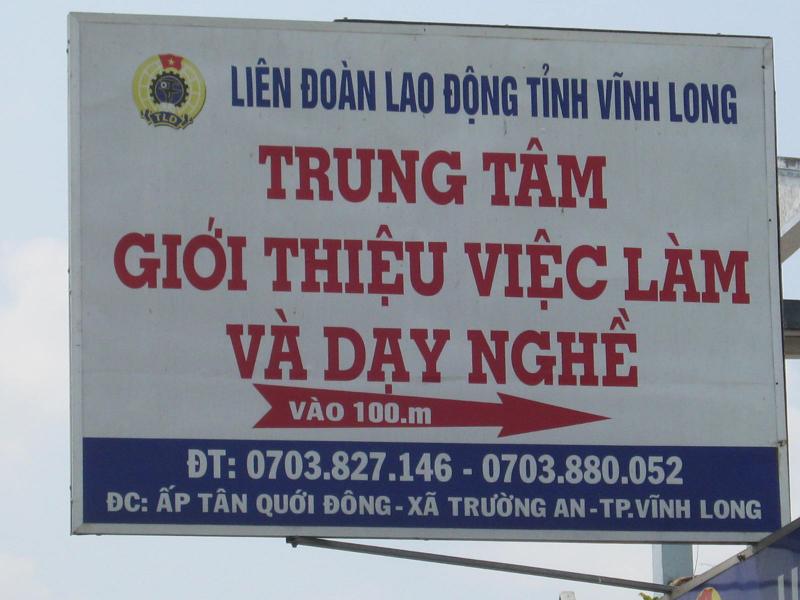 LIÊN ĐOÀN LAO ĐỘNG TỈNH VĨNH LONG
TLD
TRUNG TÂM
GIỚI THIỆU VIỆC LÀM
VÀ DẠY NGHỀ
VÀO 100.m
ĐT: 0703.827.146 - 0703.880.052
ĐC: ẤP TÂN QUỚI ĐÔNG - XÃ TRƯỜNG AN - TP.VĨNH LONG